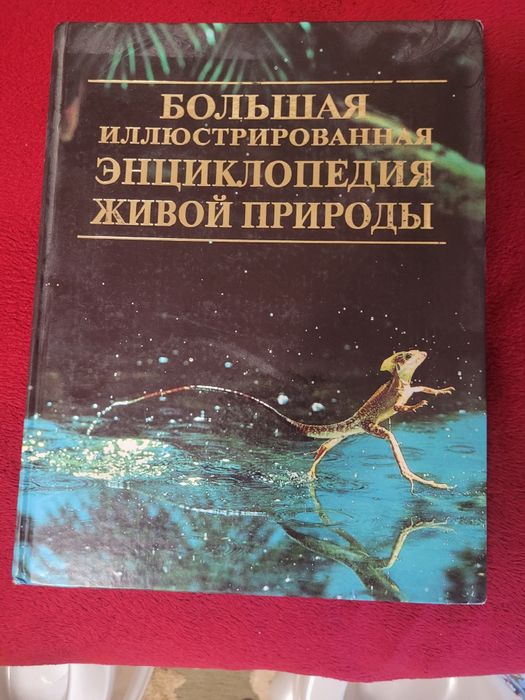 БОЛЬШАЯ
ИЛЛЮСТРИРОВАННАЯ
ЭНЦИКЛОПЕДИЯ
ЖИВОЙ ПРИРОДЫ